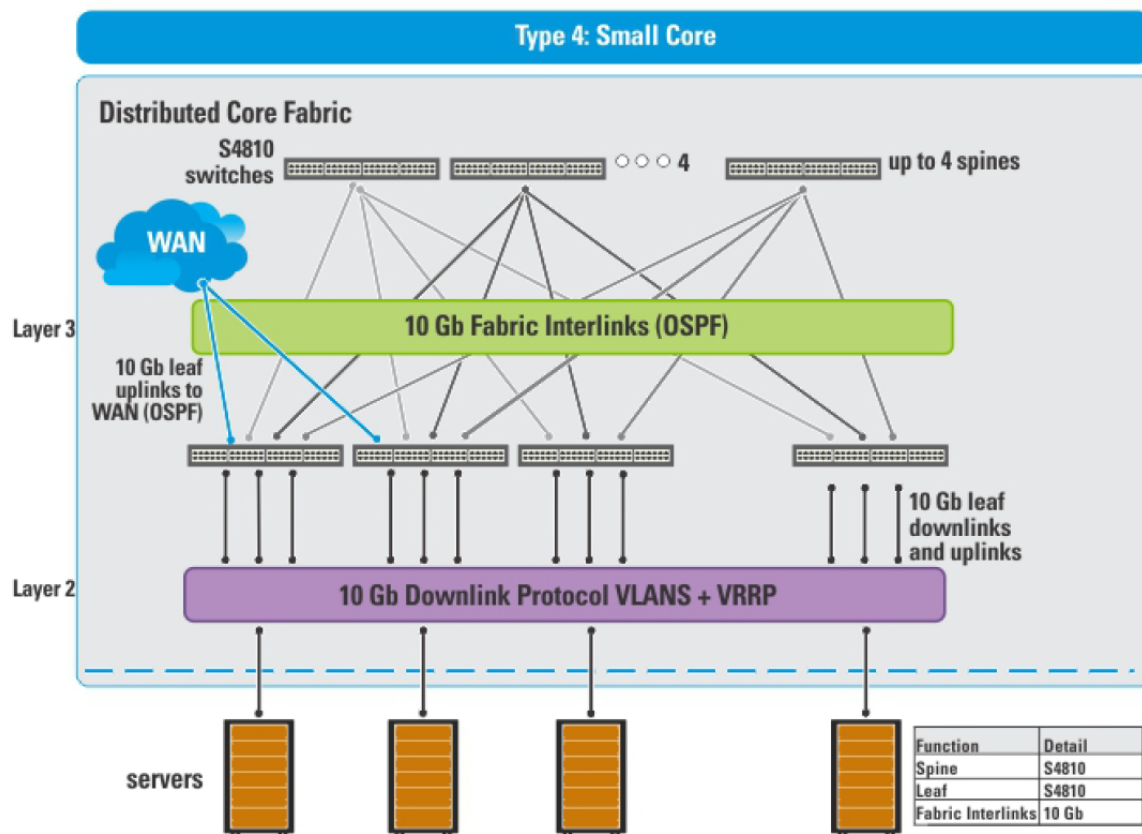 Type 4: Small Core
Distributed Core Fabric
S4810
switches
4
up to 4 spines
WAN
Layer 3
10 Gb Fabric Interlinks (OSPF)
10 Gb leaf
uplinks to
WAN (OSPF)
10 Gb leaf
downlinks
and uplinks
Layer 2
10 Gb Downlink Protocol VLANS + VRRP
servers
Function Detail
Spine S4810
Leaf S4810
Fabric Interlinks 10 Gb